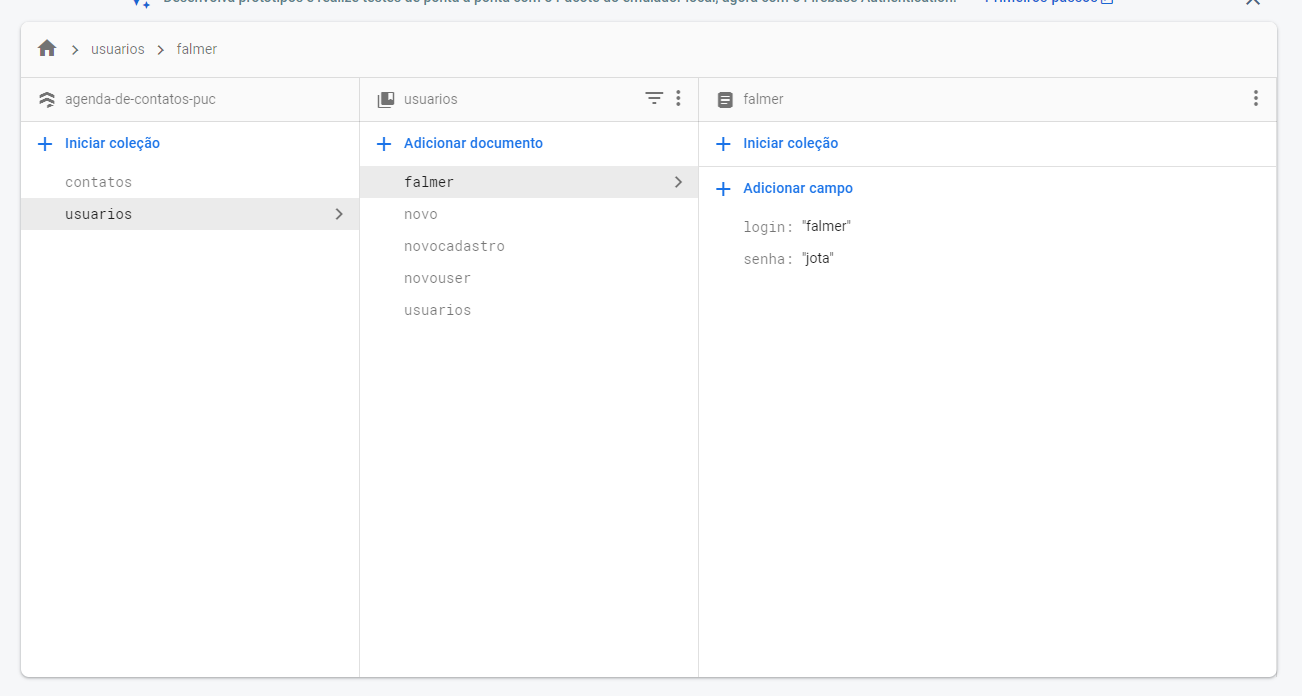 Desenvolva protótipos e realize testes de ponta a ponta com o Pacote do emulador local, agora com o Firebase Authentication. Primeiros passos
usuarios > falmer
agenda-de-contatos-puc
Iniciar coleção
contatos
usuarios
usuarios
Adicionar documento
falmer
novo
novocadastro
novouser
usuarios
falmer
Iniciar coleção
Adicionar campo
login: "falmer"
senha: "jota"